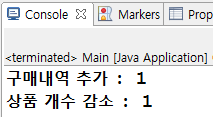 Console Markers Prop
<terminated> Main [Java Application]
구매내역 추가 : 1
상품 개수 감소 : 1